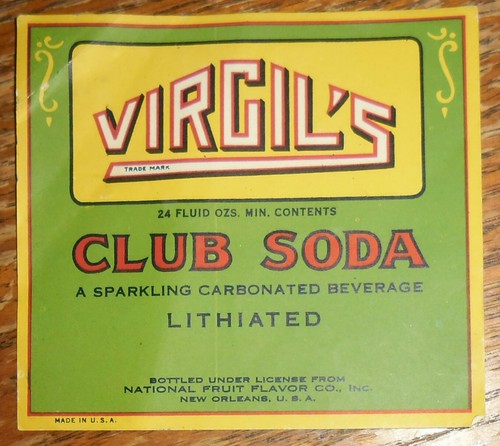 VIRGIL'S
TRADE MARK
24 FLUID OZS. MIN. CONTENTS
CLUB SODA
A SPARKLING CARBONATED BEVERAGE
LITHIATED
BOTTLED UNDER LICENSE FROM
NATIONAL FRUIT FLAVOR CO., INC.
NEW ORLEANS, U. S. A.
MADE IN U. S. A.